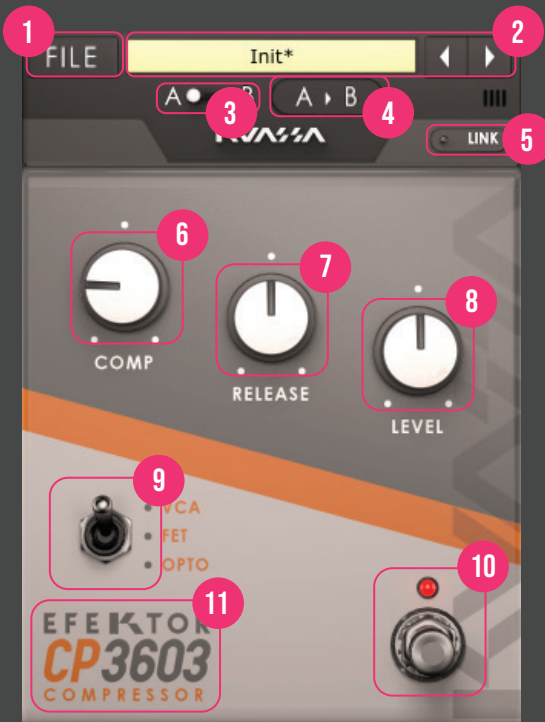 1
2
FILE
Init*
A B
3
A ▸ B
4
KUASSA
LINK
5
6
COMP
7
RELEASE
8
LEVEL
9
VCA
FET
OPTO
10
11
EFEKTOR
CP3603
COMPRESSOR